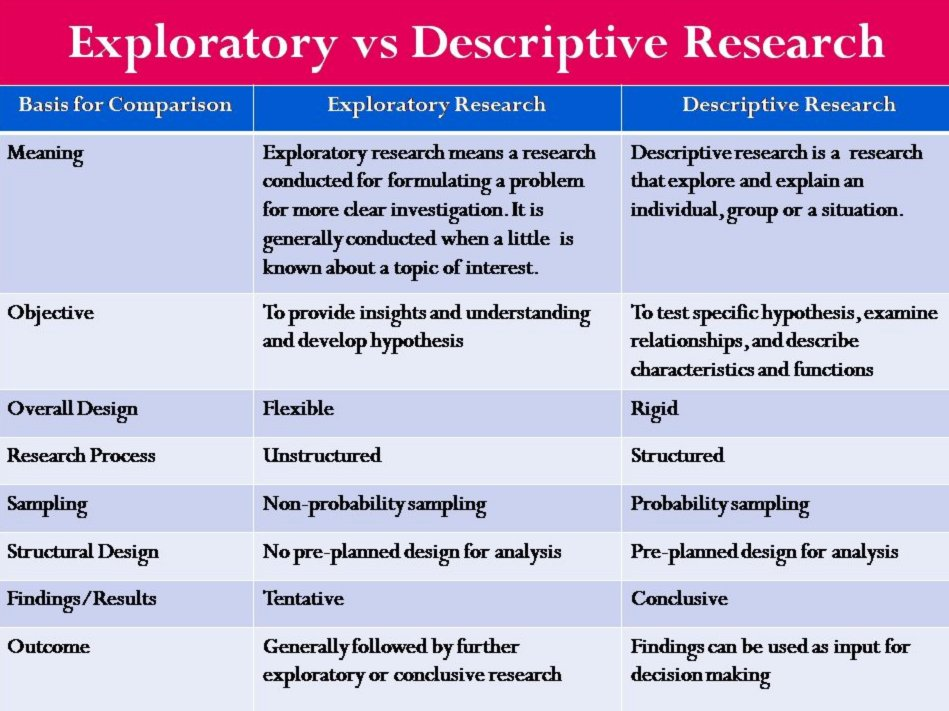 Exploratory vs Descriptive Research
Basis for Comparison
Exploratory Research
Descriptive Research
Meaning
Exploratory research means a research
conducted for formulating a problem
for more clear investigation. It is
generally conducted when a little is
known about a topic of interest.
Descriptive research is a research
that explore and explain an
individual, group or a situation.
Objective
To provide insights and understanding
and develop hypothesis
To test specific hypothesis, examine
relationships, and describe
characteristics and functions
Overall Design
Flexible
Rigid
Research Process
Unstructured
Structured
Sampling
Non-probability sampling
Probability sampling
Structural Design
No pre-planned design for analysis
Pre-planned design for analysis
Findings/Results
Tentative
Conclusive
Outcome
Generally followed by further
exploratory or conclusive research
Findings can be used as input for
decision making